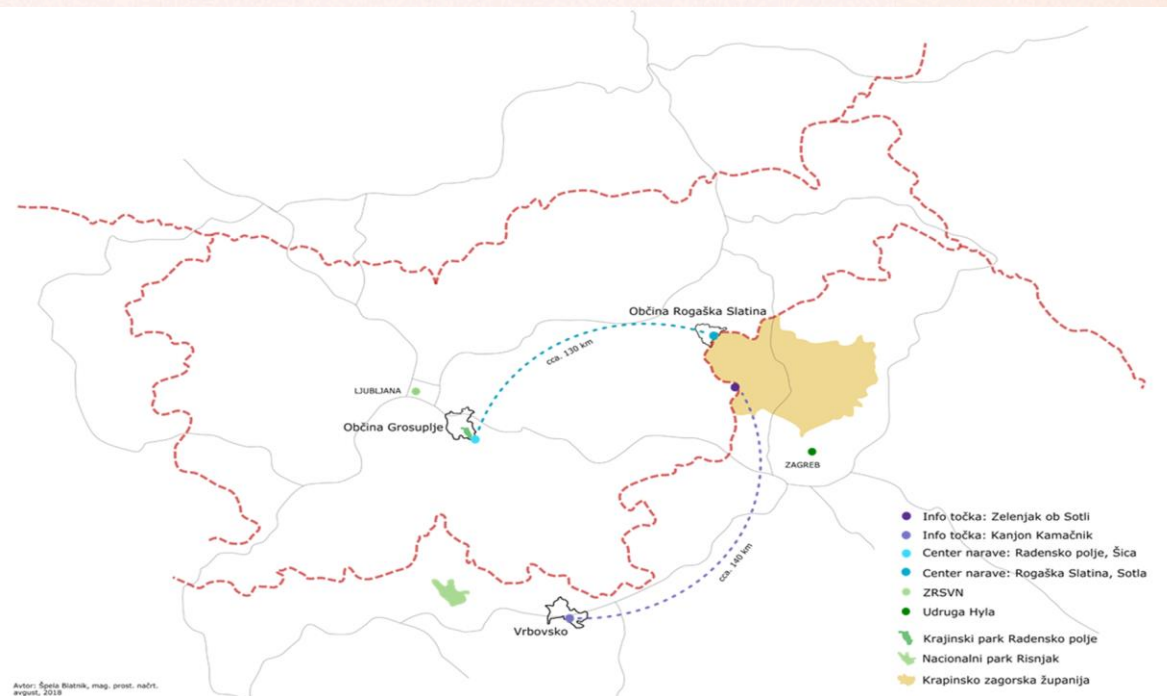 Občina Rogaška Slatina
cca. 130 km
LJUBLJANA
Občina Grosuplje
ZAGREB
cca. 140 km
Vrbovsko
Info točka: Zelenjak ob Sotli
Info točka: Kanjon Kamačnik
Center narave: Radensko polje, Šica
Center narave: Rogaška Slatina, Sotla
ZRSVN
Udruga Hyla
Krajinski park Radensko polje
Nacionalni park Risnjak
Krapinsko zagorska županija
Avtor: Špela Blatnik, mag. prost. načrt.
avgust, 2018